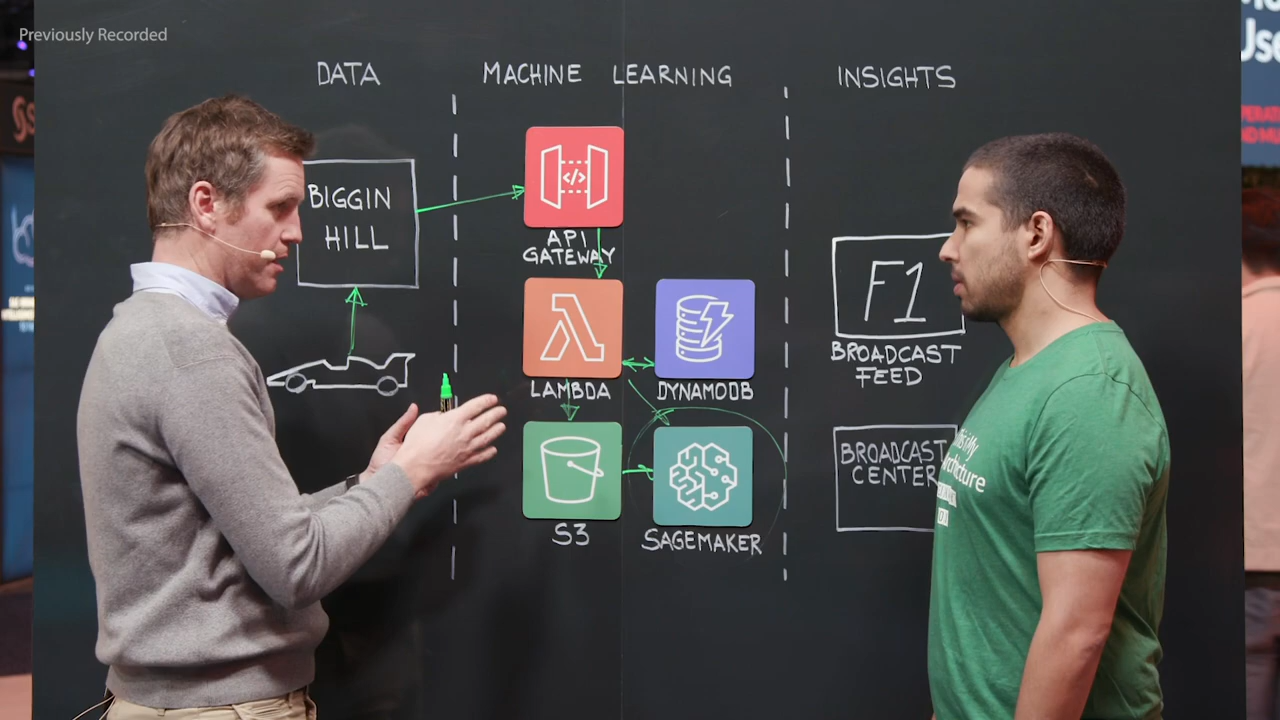 Previously Recorded
DATA
MACHINE LEARNING
INSIGHTS
BIGGIN
HILL
</>
API
GATEWAY
LAMBDA
DYNAMODB
S3
SAGEMAKER
F1
BROADCAST
FEED
BROADCAST
CENTER